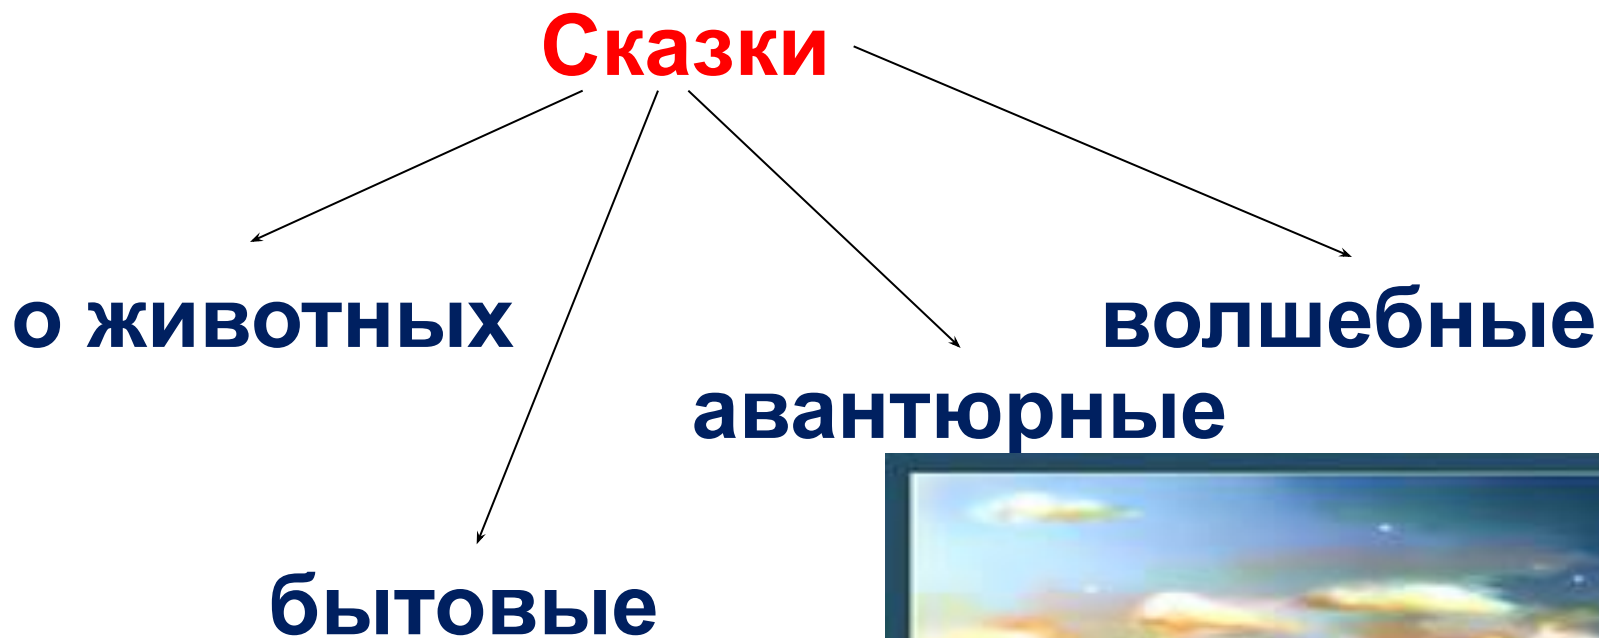 Сказки
о животных
волшебные
авантюрные
бытовые